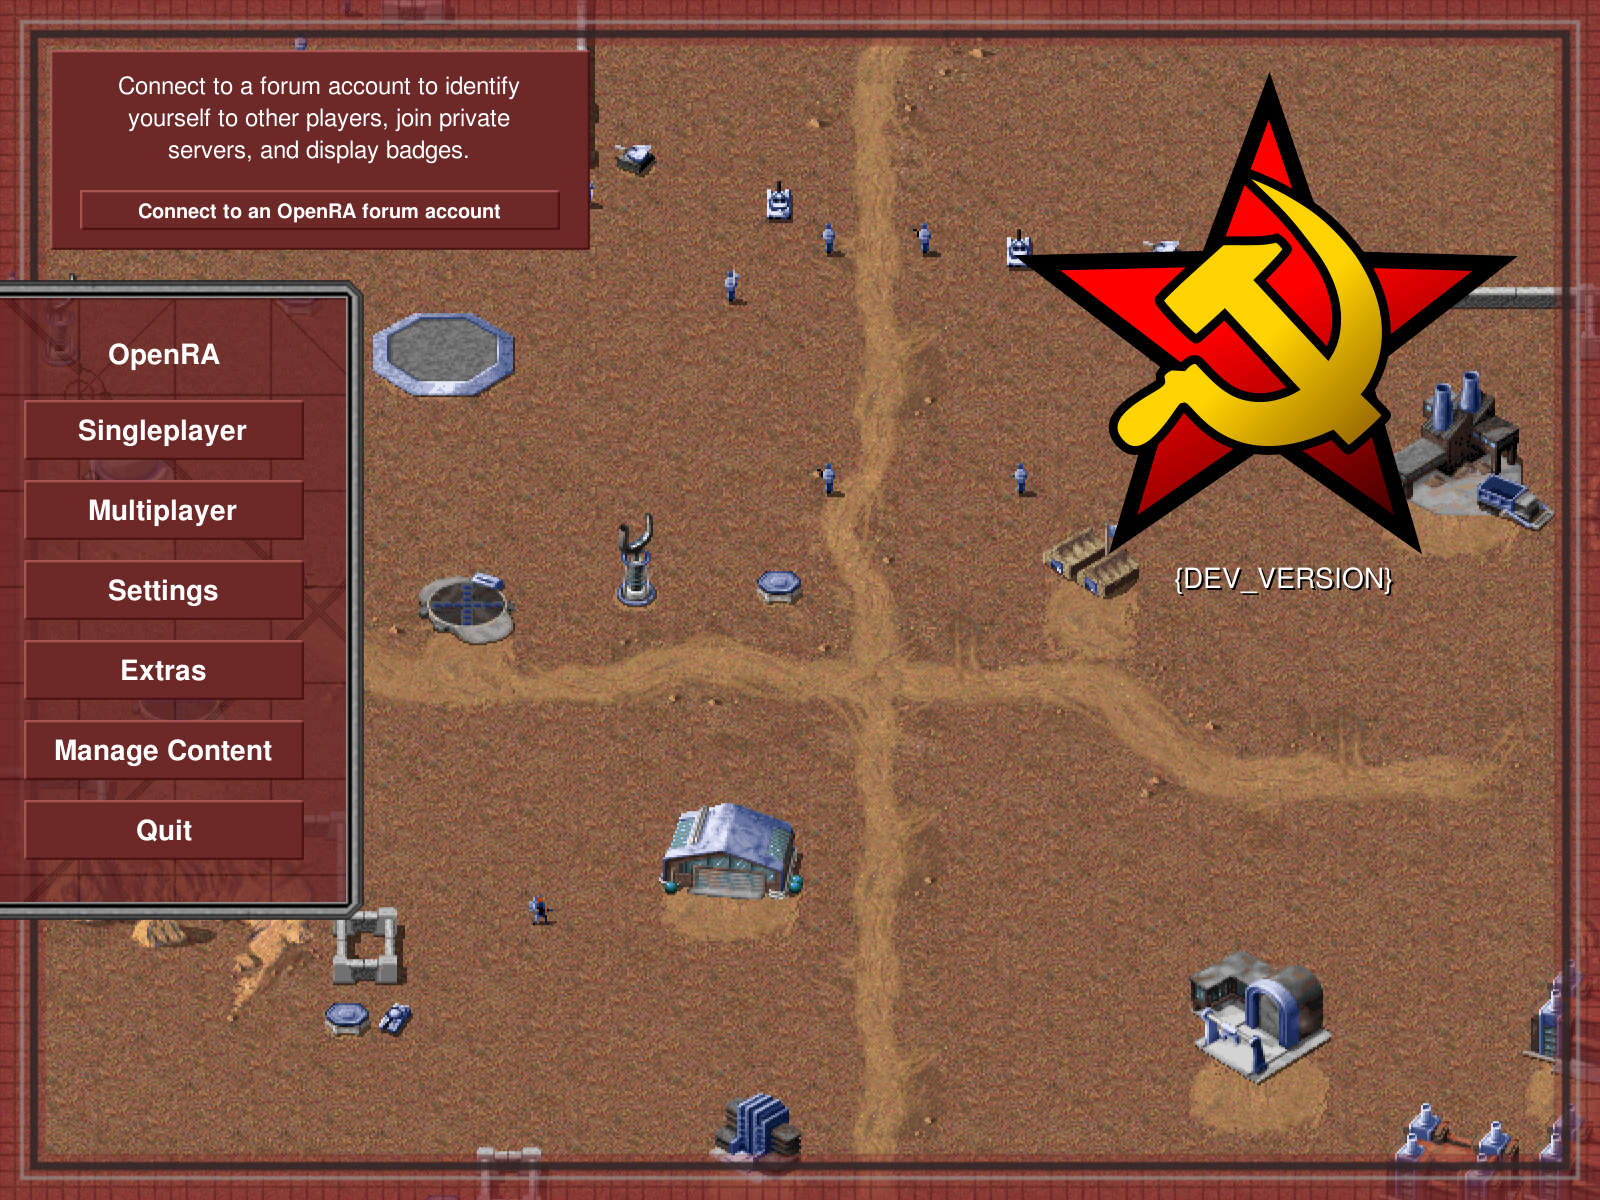 Connect to a forum account to identify
yourself to other players, join private
servers, and display badges.
Connect to an OpenRA forum account
OpenRA
Singleplayer
Multiplayer
Settings
Extras
Manage Content
Quit
{DEV_VERSION}